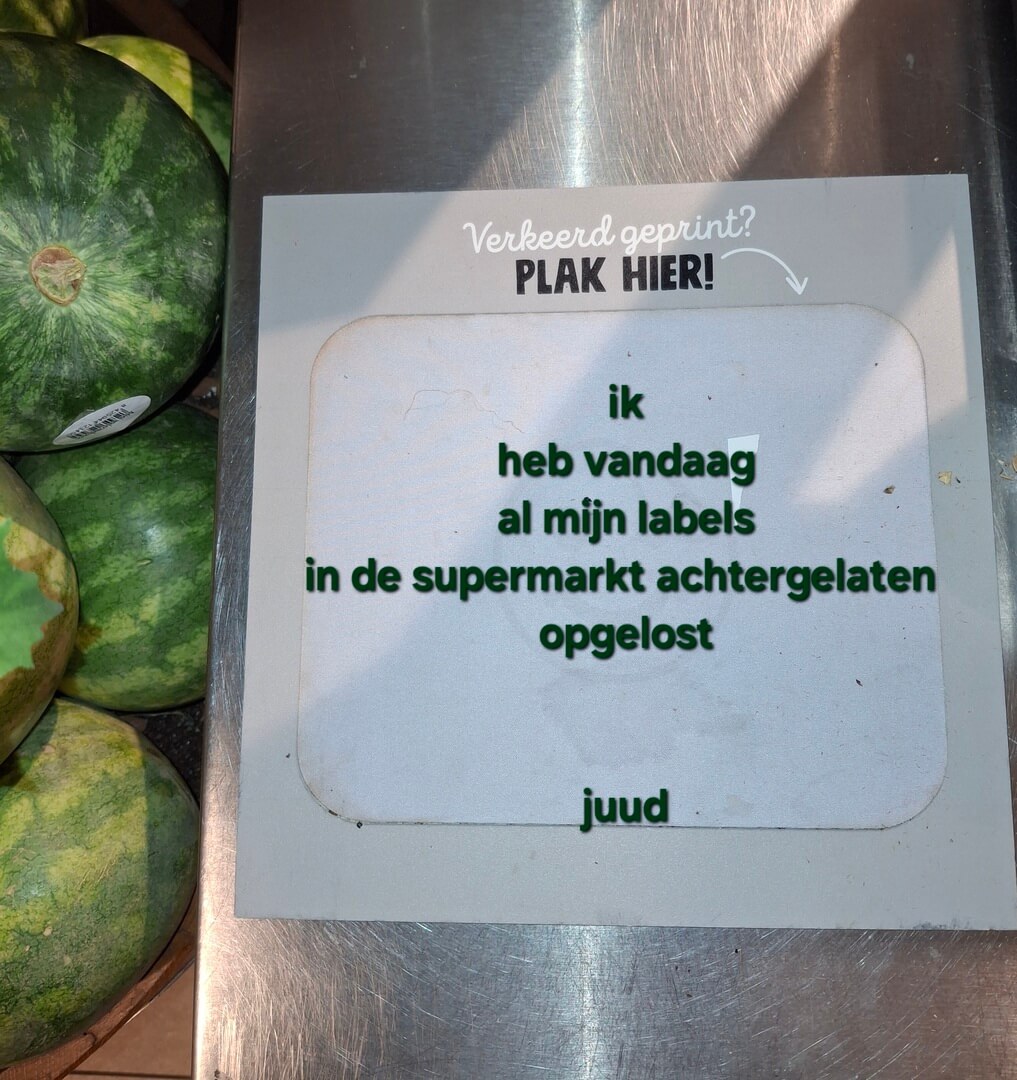 Verkeerd geprint?
PLAK HIER!
ik
heb vandaag
al mijn labels
in de supermarkt achtergelaten
opgelost
juud